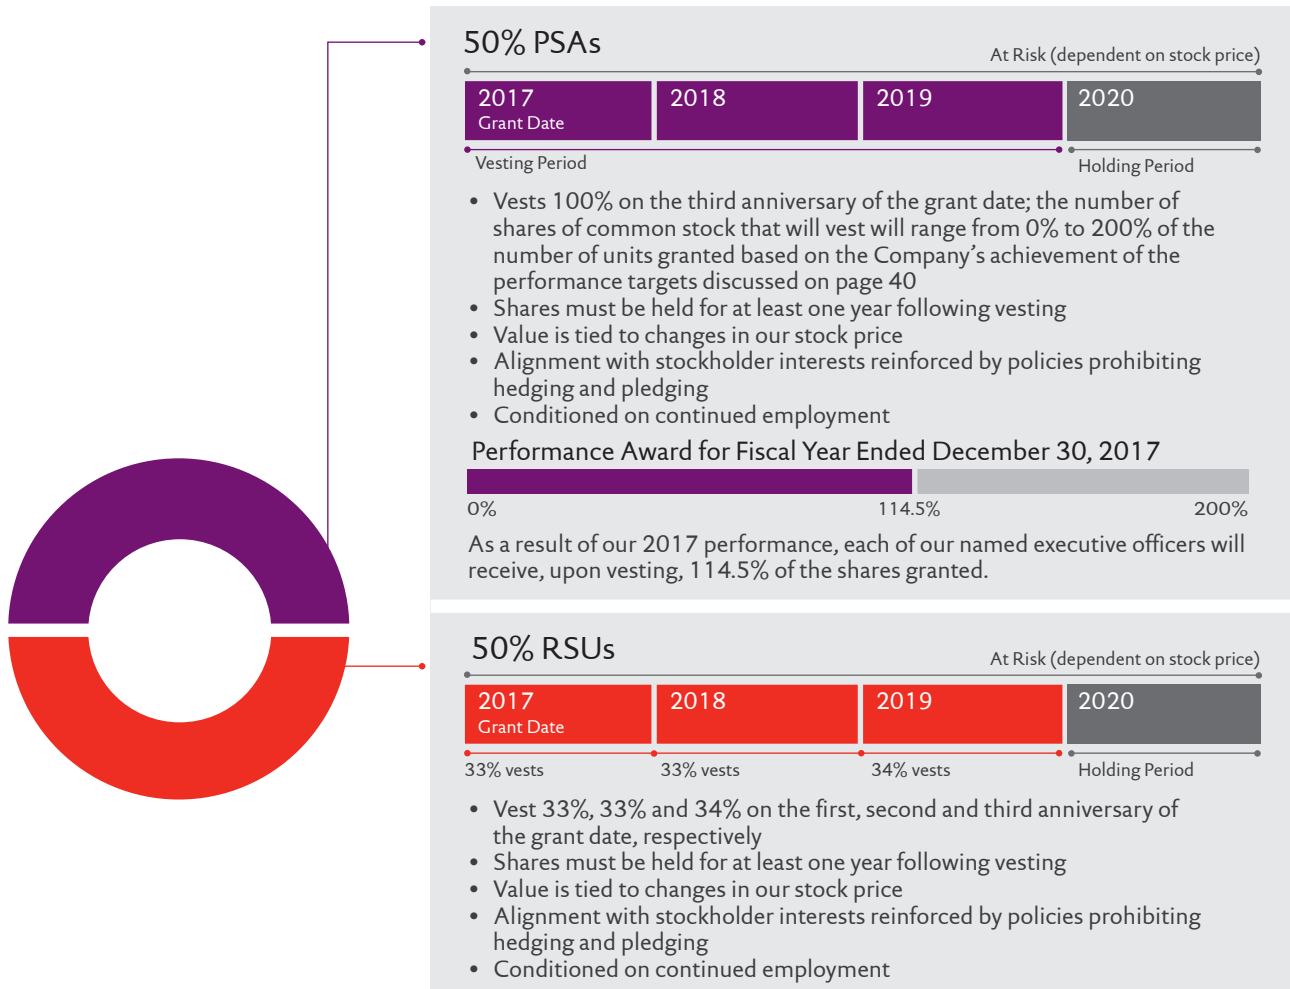 50% PSAs
At Risk (dependent on stock price)
2017 2018 2019 2020
Grant Date
Vesting Period
Holding Period
• Vests 100% on the third anniversary of the grant date; the number of
shares of common stock that will vest will range from 0% to 200% of the
number of units granted based on the Company’s achievement of the
performance targets discussed on page 40
• Shares must be held for at least one year following vesting
• Value is tied to changes in our stock price
• Alignment with stockholder interests reinforced by policies prohibiting
hedging and pledging
• Conditioned on continued employment
Performance Award for Fiscal Year Ended December 30, 2017
0% 114.5% 200%
As a result of our 2017 performance, each of our named executive officers will
receive, upon vesting, 114.5% of the shares granted.
50% RSUs
At Risk (dependent on stock price)
2017 2018 2019 2020
Grant Date
33% vests 33% vests 34% vests Holding Period
• Vest 33%, 33% and 34% on the first, second and third anniversary of
the grant date, respectively
• Shares must be held for at least one year following vesting
• Value is tied to changes in our stock price
• Alignment with stockholder interests reinforced by policies prohibiting
hedging and pledging
• Conditioned on continued employment